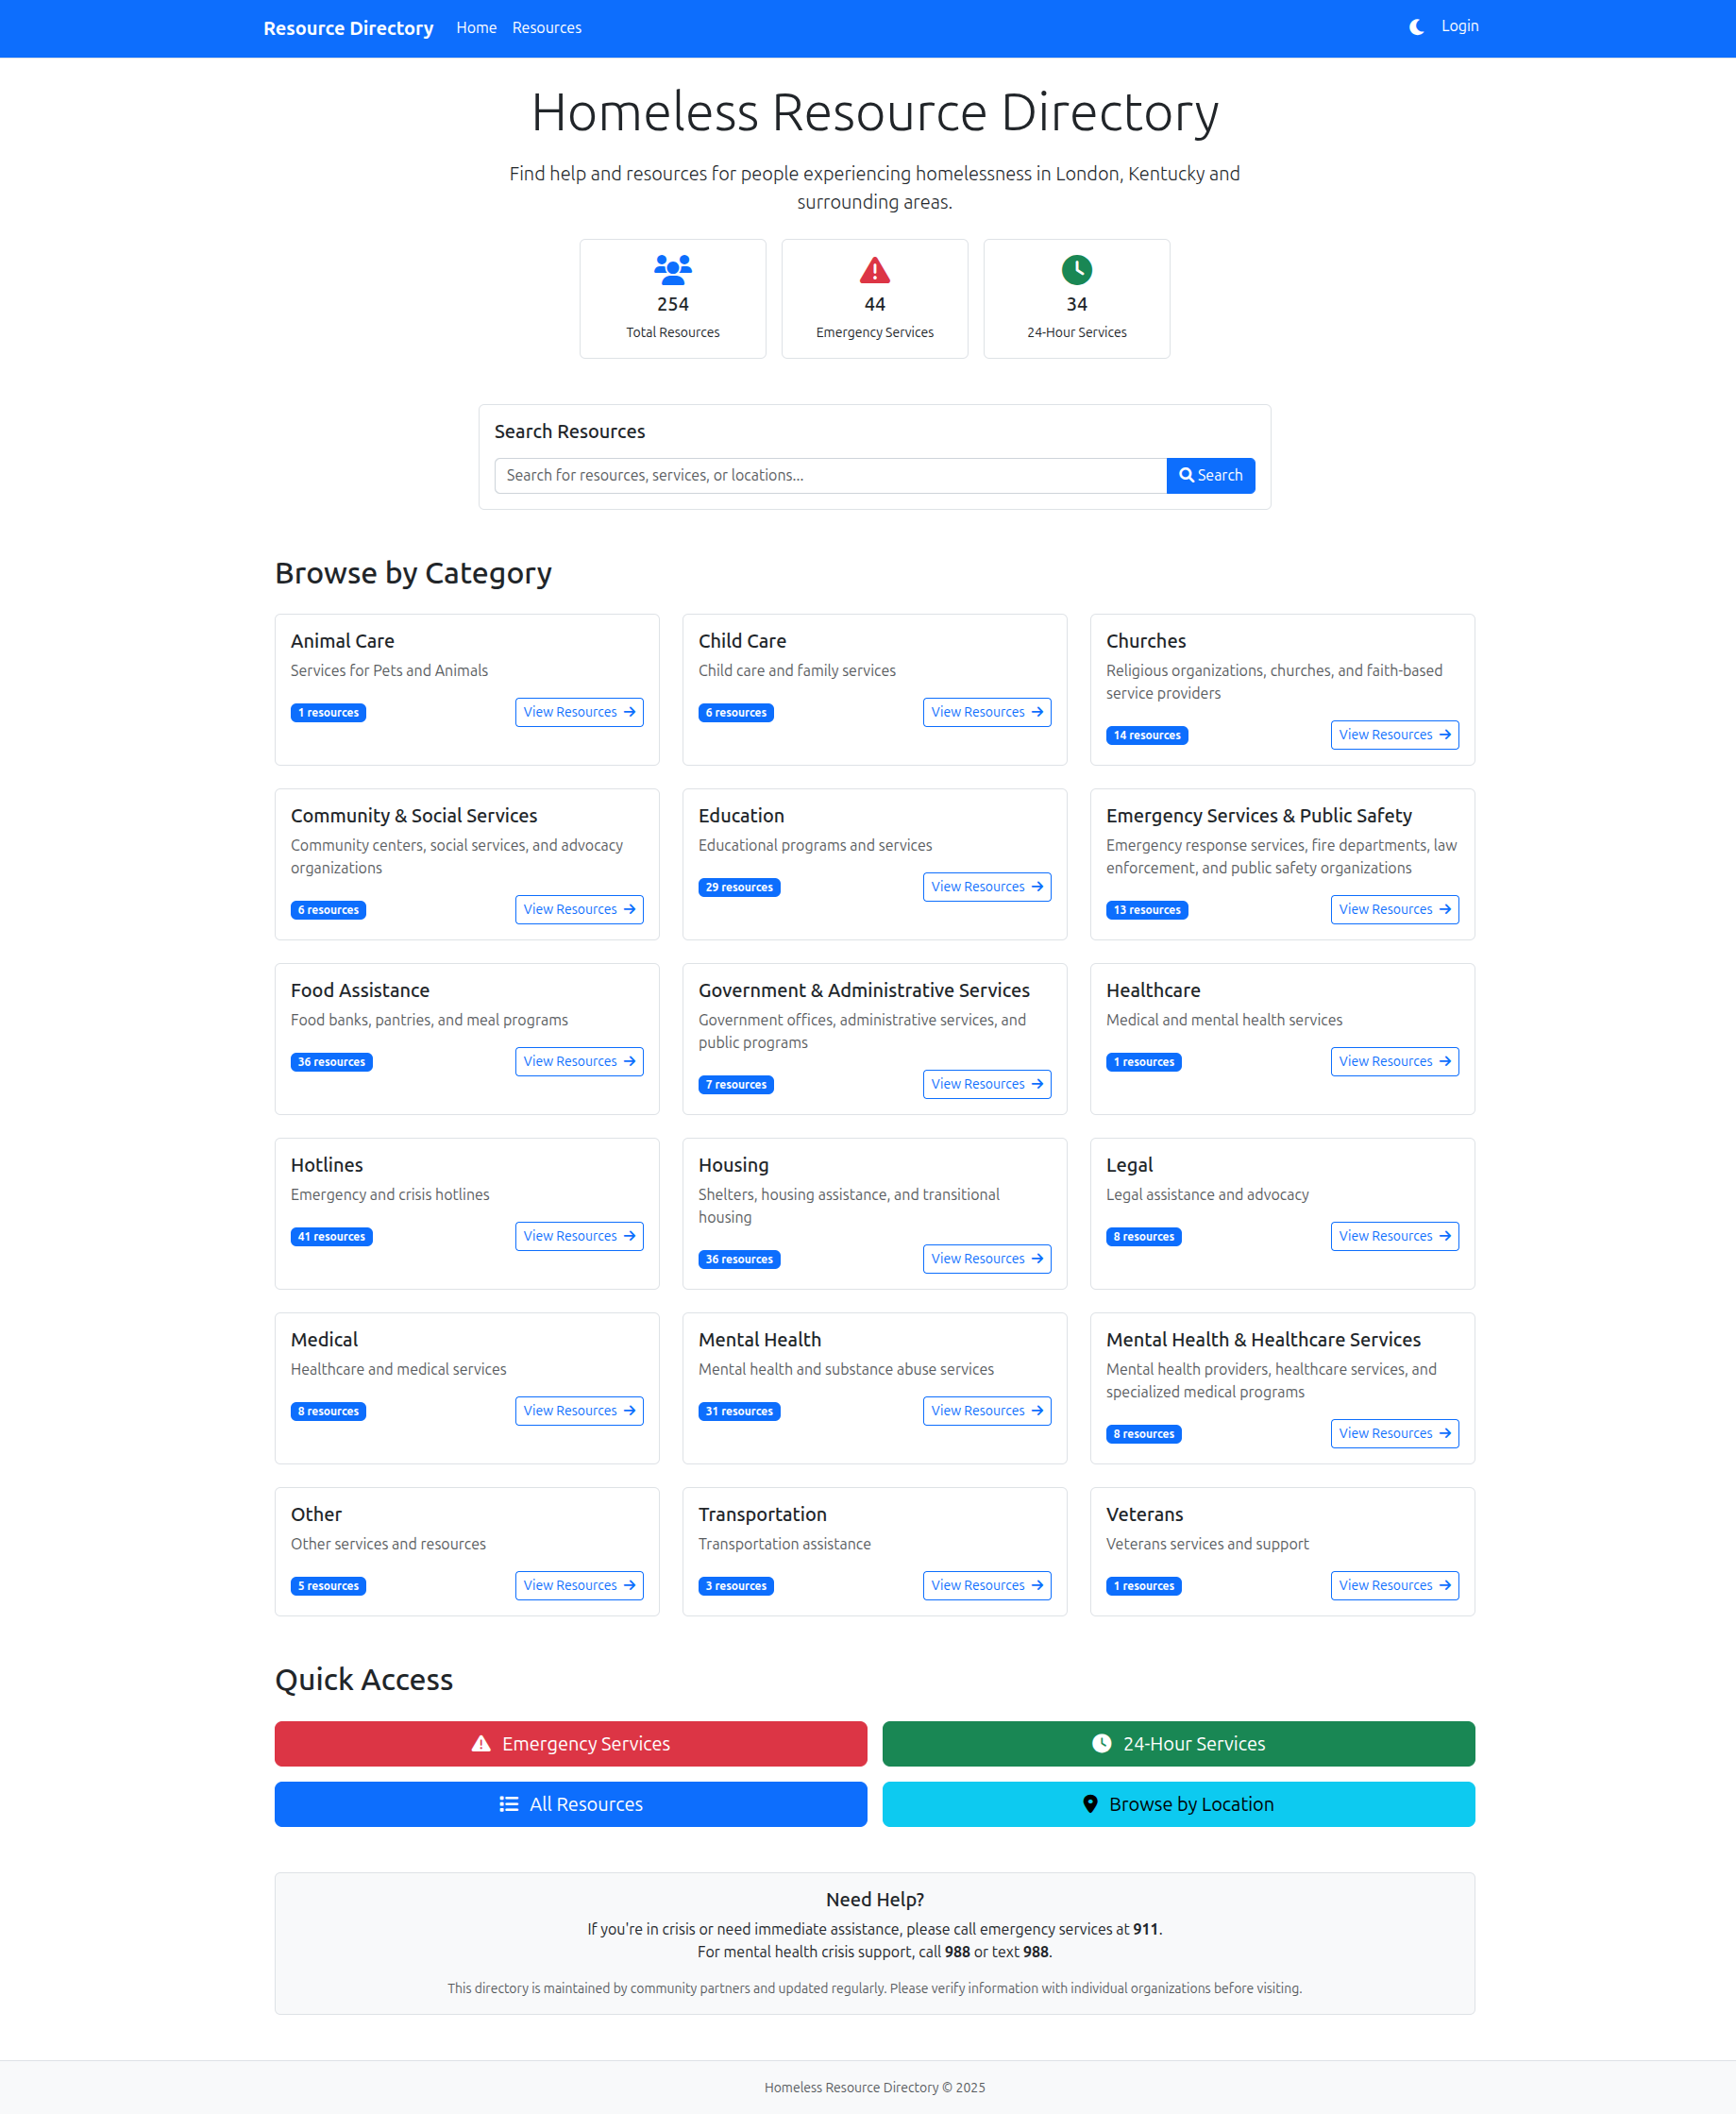 Resource Directory Home Resources Login
Homeless Resource Directory
Find help and resources for people experiencing homelessness in London, Kentucky and
surrounding areas.
254
Total Resources
44
Emergency Services
34
24-Hour Services
Search Resources
Search for resources, services, or locations...
Search
Browse by Category
Animal Care
Services for Pets and Animals
1 resources
View Resources
Child Care
Child care and family services
6 resources
View Resources
Churches
Religious organizations, churches, and faith-based
service providers
14 resources
View Resources
Community & Social Services
Community centers, social services, and advocacy
organizations
6 resources
View Resources
Education
Educational programs and services
29 resources
View Resources
Emergency Services & Public Safety
Emergency response services, fire departments, law
enforcement, and public safety organizations
13 resources
View Resources
Food Assistance
Food banks, pantries, and meal programs
36 resources
View Resources
Government & Administrative Services
Government offices, administrative services, and
public programs
7 resources
View Resources
Healthcare
Medical and mental health services
1 resources
View Resources
Hotlines
Emergency and crisis hotlines
41 resources
View Resources
Housing
Shelters, housing assistance, and transitional
housing
36 resources
View Resources
Legal
Legal assistance and advocacy
8 resources
View Resources
Medical
Healthcare and medical services
8 resources
View Resources
Mental Health
Mental health and substance abuse services
31 resources
View Resources
Mental Health & Healthcare Services
Mental health providers, healthcare services, and
specialized medical programs
8 resources
View Resources
Other
Other services and resources
5 resources
View Resources
Transportation
Transportation assistance
3 resources
View Resources
Veterans
Veterans services and support
1 resources
View Resources
Quick Access
Emergency Services
24-Hour Services
All Resources
Browse by Location
Need Help?
If you're in crisis or need immediate assistance, please call emergency services at 911.
For mental health crisis support, call 988 or text 988.
This directory is maintained by community partners and updated regularly. Please verify information with individual organizations before visiting.
Homeless Resource Directory © 2025